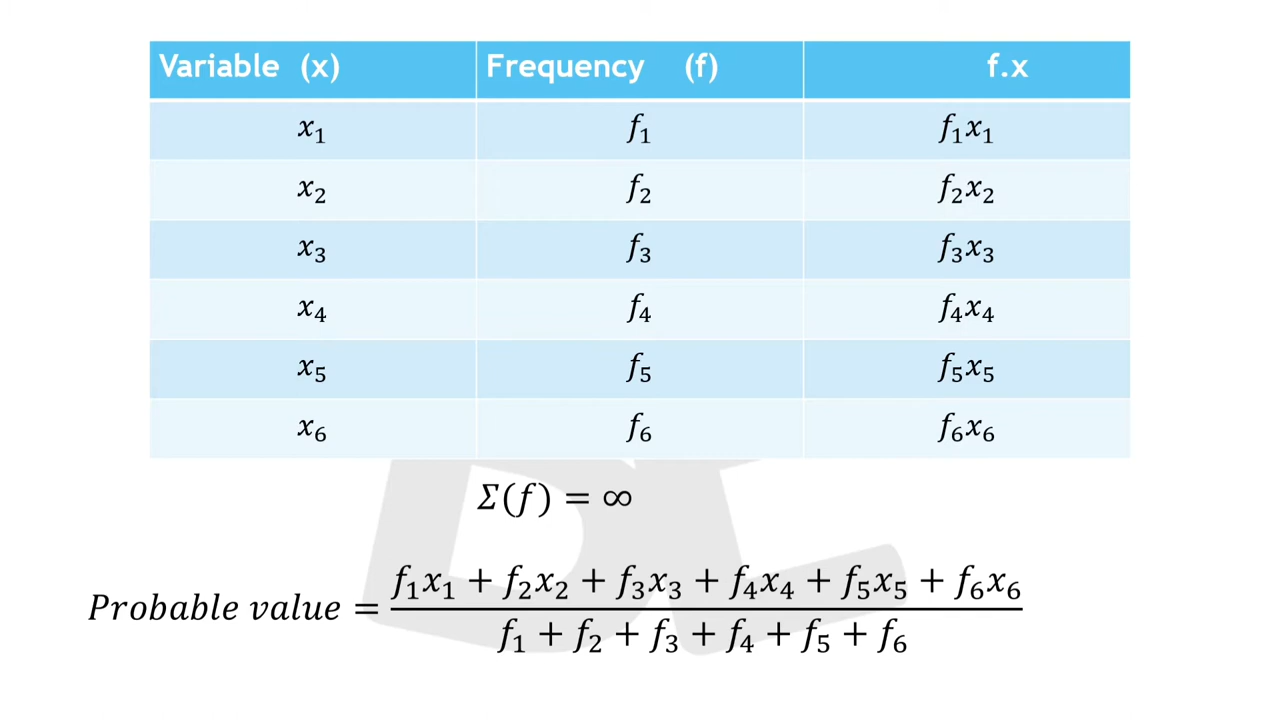 Variable (x) Frequency (f) f.x
x₁ f₁ f₁x₁
x₂ f₂ f₂x₂
x₃ f₃ f₃x₃
x₄ f₄ f₄x₄
x₅ f₅ f₅x₅
x₆ f₆ f₆x₆
Σ(f) = ∞
Probable value = 
f₁x₁ + f₂x₂ + f₃x₃ + f₄x₄ + f₅x₅ + f₆x₆
f₁ + f₂ + f₃ + f₄ + f₅ + f₆